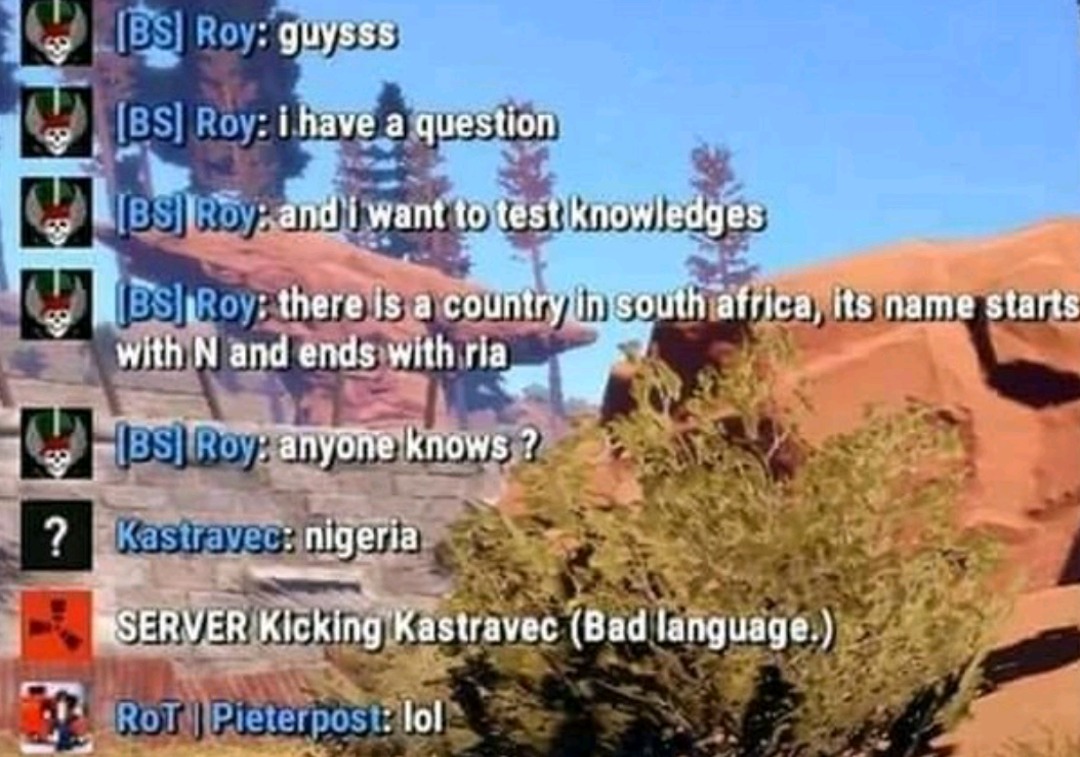 [BS] Roy: guysss
[BS] Roy: i have a question
[BS] Roy: and i want to test knowledges
[BS] Roy: there is a country in south africa, its name starts
with N and ends with ria
[BS] Roy: anyone knows ?
?
Kastravec: nigeria
SERVER Kicking Kastravec (Bad language.)
RoT | Pieterpost: lol